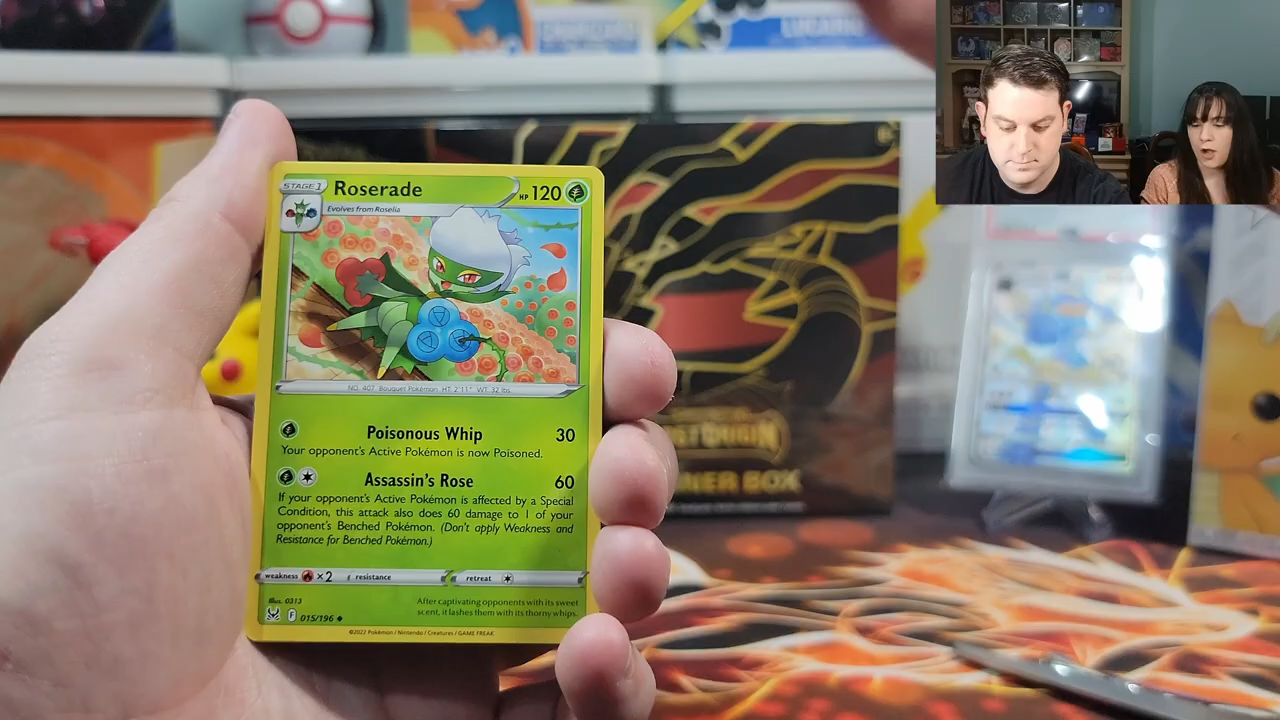 LUCARIO
STAGE 1
Roserade
HP 120
Evolves from Roselia
NO. 407 Bouquet Pokémon HT: 2'11" WT: 32 lbs.
Poisonous Whip 30
Your opponent's Active Pokémon is now Poisoned.
Assassin's Rose 60
If your opponent's Active Pokémon is affected by a Special
Condition, this attack also does 60 damage to 1 of your
opponent's Benched Pokémon. (Don't apply Weakness and
Resistance for Benched Pokémon.)
weakness ×2 resistance retreat
Illus. 0313
F 015/196
After captivating opponents with its sweet
scent, it lashes them with its thorny whips.
©2022 Pokémon / Nintendo / Creatures / GAME FREAK